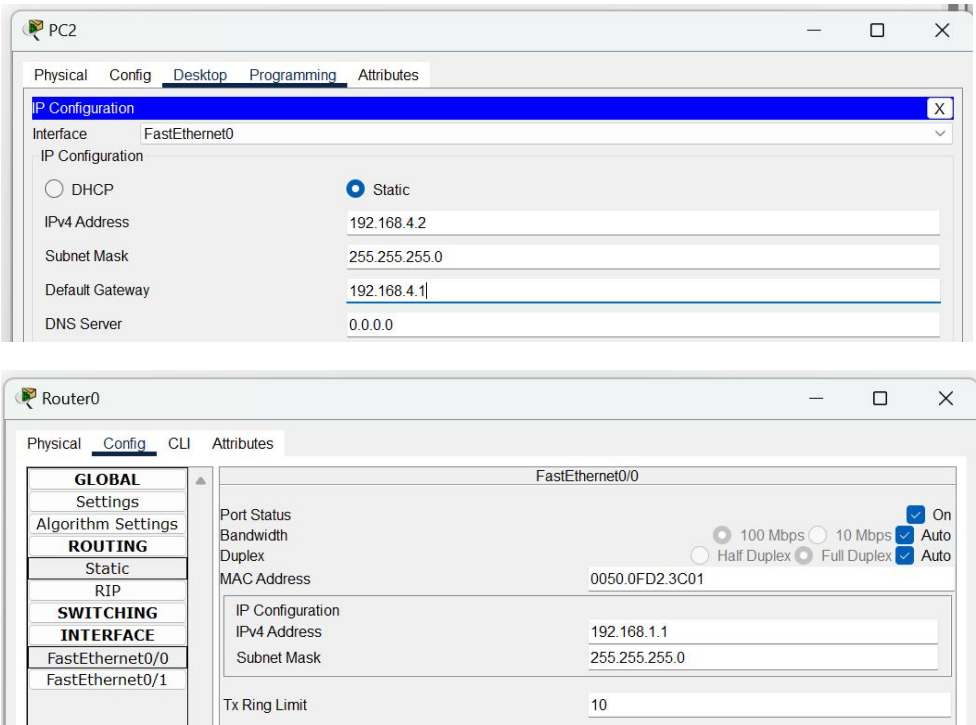 PC2
Physical Config Desktop Programming Attributes
IP Configuration X
Interface FastEthernet0
IP Configuration
DHCP Static
IPv4 Address 192.168.4.2
Subnet Mask 255.255.255.0
Default Gateway 192.168.4.1
DNS Server 0.0.0.0
Router0
Physical Config CLI Attributes
GLOBAL
Settings
Algorithm Settings
ROUTING
Static
RIP
SWITCHING
INTERFACE
FastEthernet0/0
FastEthernet0/1
FastEthernet0/0
Port Status On
Bandwidth 100 Mbps 10 Mbps Auto
Duplex Half Duplex Full Duplex Auto
MAC Address 0050.0FD2.3C01
IP Configuration
IPv4 Address 192.168.1.1
Subnet Mask 255.255.255.0
Tx Ring Limit 10